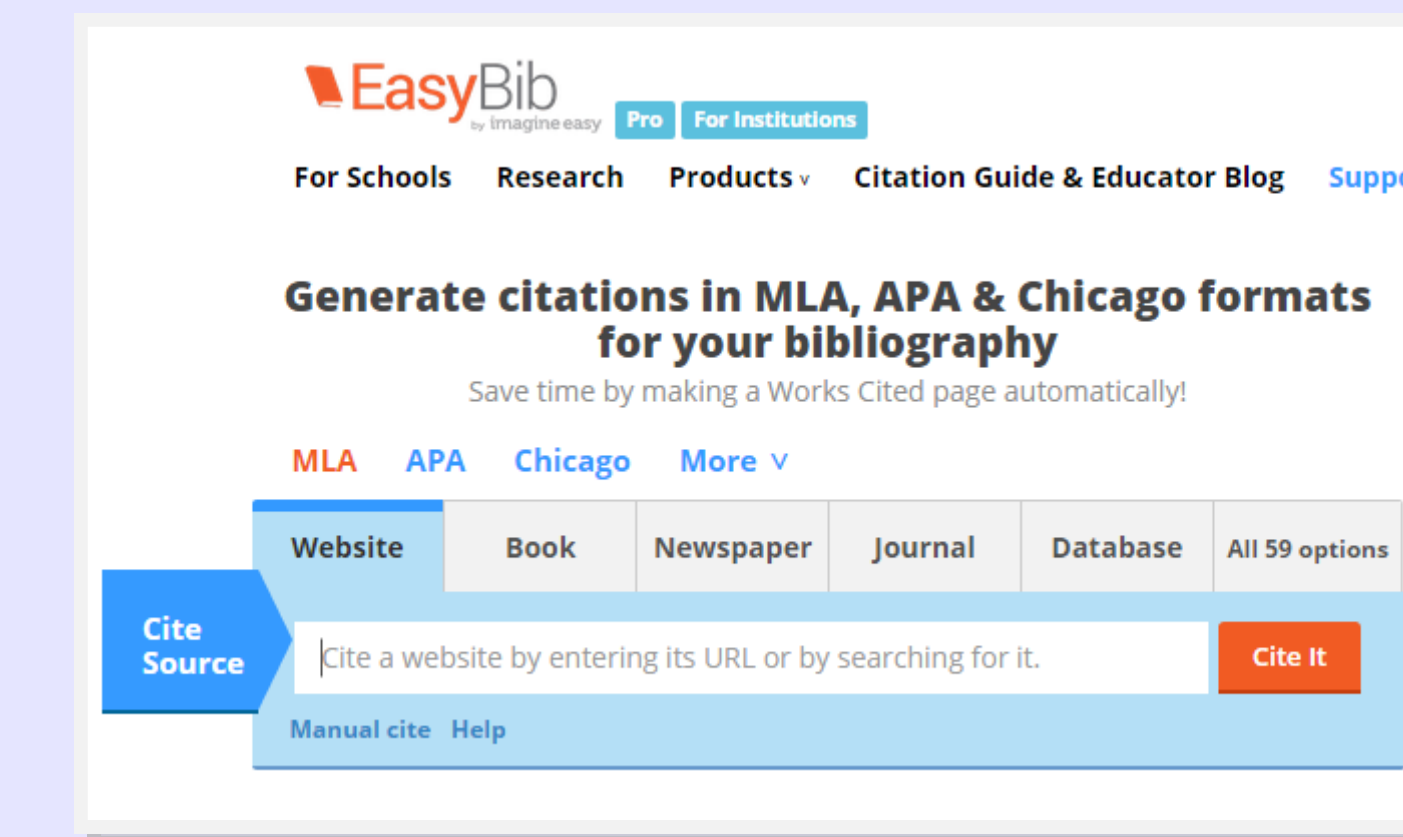 EasyBib
by imagine easy
Pro For Institutions
For Schools Research Products v Citation Guide & Educator Blog
Generate citations in MLA, APA & Chicago formats
for your bibliography
Save time by making a Works Cited page automatically!
MLA APA Chicago More v
Website Book Newspaper Journal Database All 59 options
Cite
Source
Cite a website by entering its URL or by searching for it.
Cite It
Manual cite Help